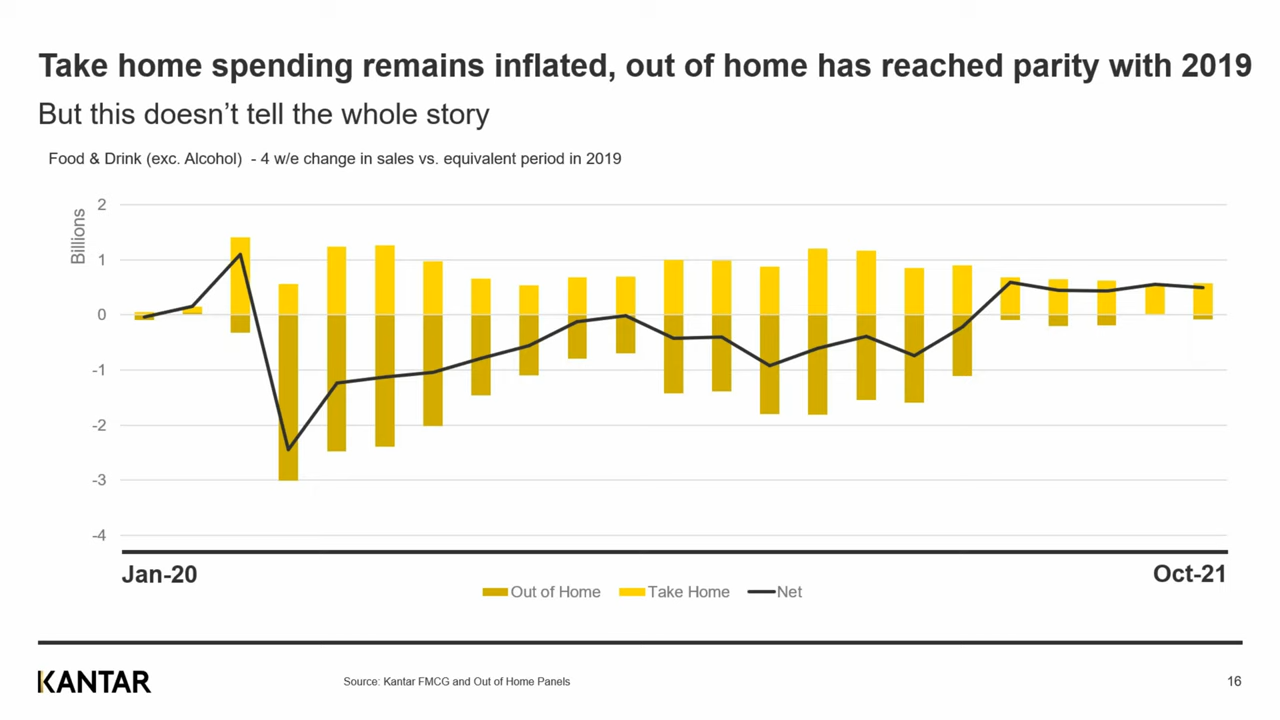 Take home spending remains inflated, out of home has reached parity with 2019
But this doesn’t tell the whole story
Food & Drink (exc. Alcohol) - 4 w/e change in sales vs. equivalent period in 2019
Billions
2
1
0
-1
-2
-3
-4
Jan-20
Oct-21
Out of Home
Take Home
Net
KANTAR
Source: Kantar FMCG and Out of Home Panels
16